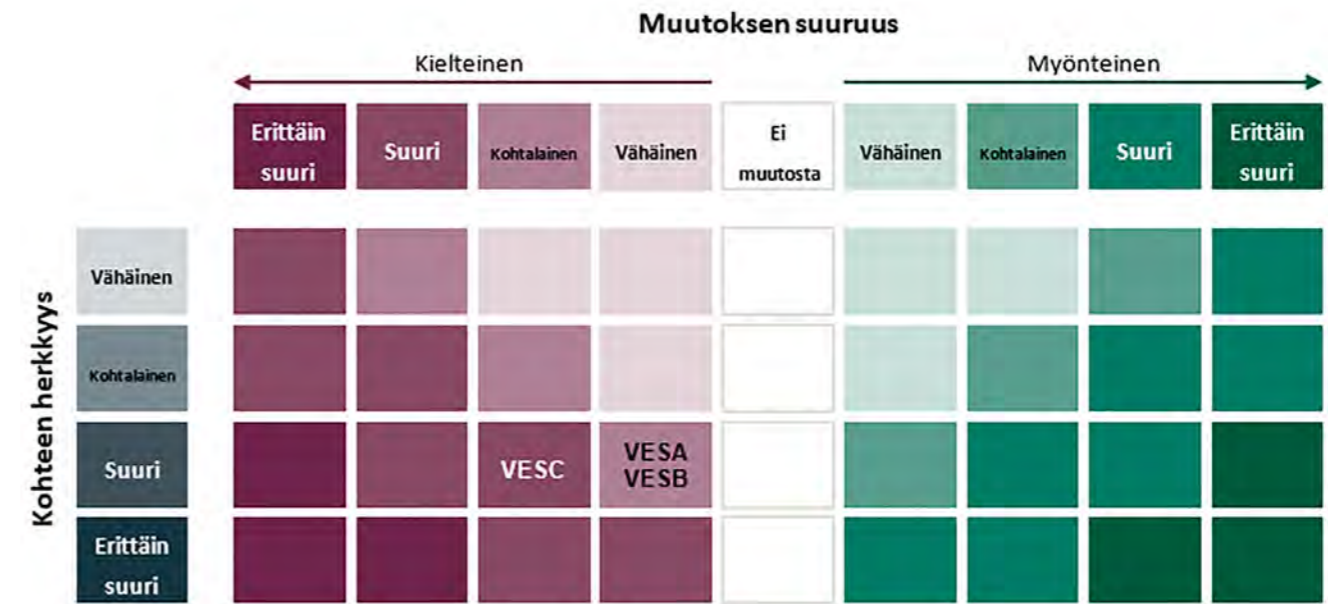 Muutoksen suuruus
Kielteinen
Myönteinen
Erittäin
suuri
Suuri
Kohtalainen
Vähäinen
Ei
muutosta
Vähäinen
Kohtalainen
Suuri
Erittäin
suuri
Kohteen herkkyys
Vähäinen
Kohtalainen
Suuri
VESC
VESA
VESB
Erittäin
suuri